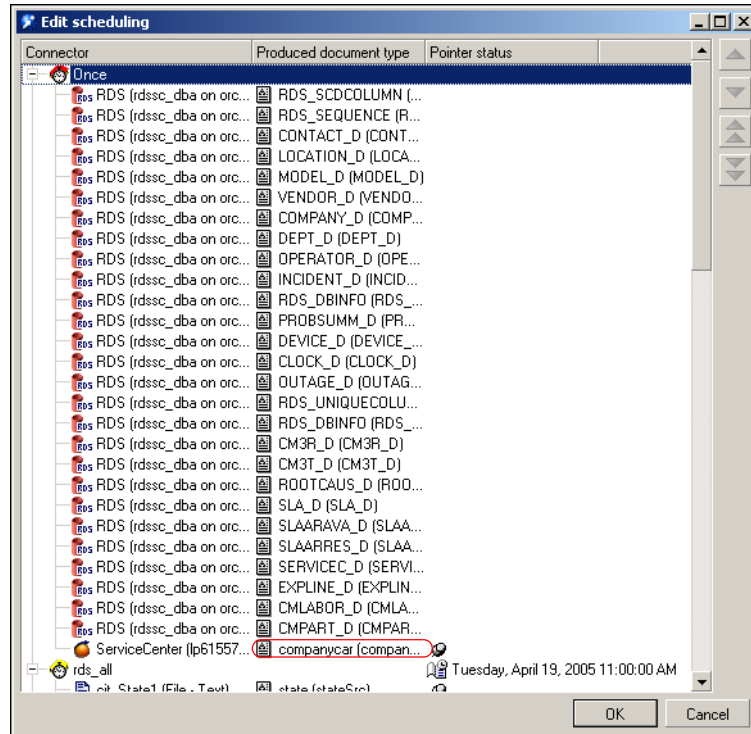 Edit scheduling
Connector Produced document type Pointer status
Once
RDS (rdssc_dba on orc... RDS_SCDCOLUMN (...
RDS (rdssc_dba on orc... RDS_SEQUENCE (R...
RDS (rdssc_dba on orc... CONTACT_D (CONT...
RDS (rdssc_dba on orc... LOCATION_D (LOCA...
RDS (rdssc_dba on orc... MODEL_D (MODEL_D)
RDS (rdssc_dba on orc... VENDOR_D (VENDO...
RDS (rdssc_dba on orc... COMPANY_D (COMP...
RDS (rdssc_dba on orc... DEPT_D (DEPT_D)
RDS (rdssc_dba on orc... OPERATOR_D (OPE...
RDS (rdssc_dba on orc... INCIDENT_D (INCID...
RDS (rdssc_dba on orc... RDS_DBINFO (RDS_...
RDS (rdssc_dba on orc... PROBSUMM_D (PR...
RDS (rdssc_dba on orc... DEVICE_D (DEVICE_...
RDS (rdssc_dba on orc... CLOCK_D (CLOCK_D)
RDS (rdssc_dba on orc... OUTAGE_D (OUTAG...
RDS (rdssc_dba on orc... RDS_UNIQUECOLU...
RDS (rdssc_dba on orc... RDS_DBINFO (RDS_...
RDS (rdssc_dba on orc... CM3R_D (CM3R_D)
RDS (rdssc_dba on orc... CM3T_D (CM3T_D)
RDS (rdssc_dba on orc... ROOTCAUS_D (ROO...
RDS (rdssc_dba on orc... SLA_D (SLA_D)
RDS (rdssc_dba on orc... SLAARAVA_D (SLAA...
RDS (rdssc_dba on orc... SLAARRES_D (SLAA...
RDS (rdssc_dba on orc... SERVICEC_D (SERVI...
RDS (rdssc_dba on orc... EXPLINE_D (EXPLIN...
RDS (rdssc_dba on orc... CMLABOR_D (CMLA...
RDS (rdssc_dba on orc... CMPART_D (CMPAR...
ServiceCenter (lp61557... companycar (compan...
rds_all Tuesday, April 19, 2005 11:00:00 AM
cit_State1 (File - Text) state (stateSrc)
OK Cancel